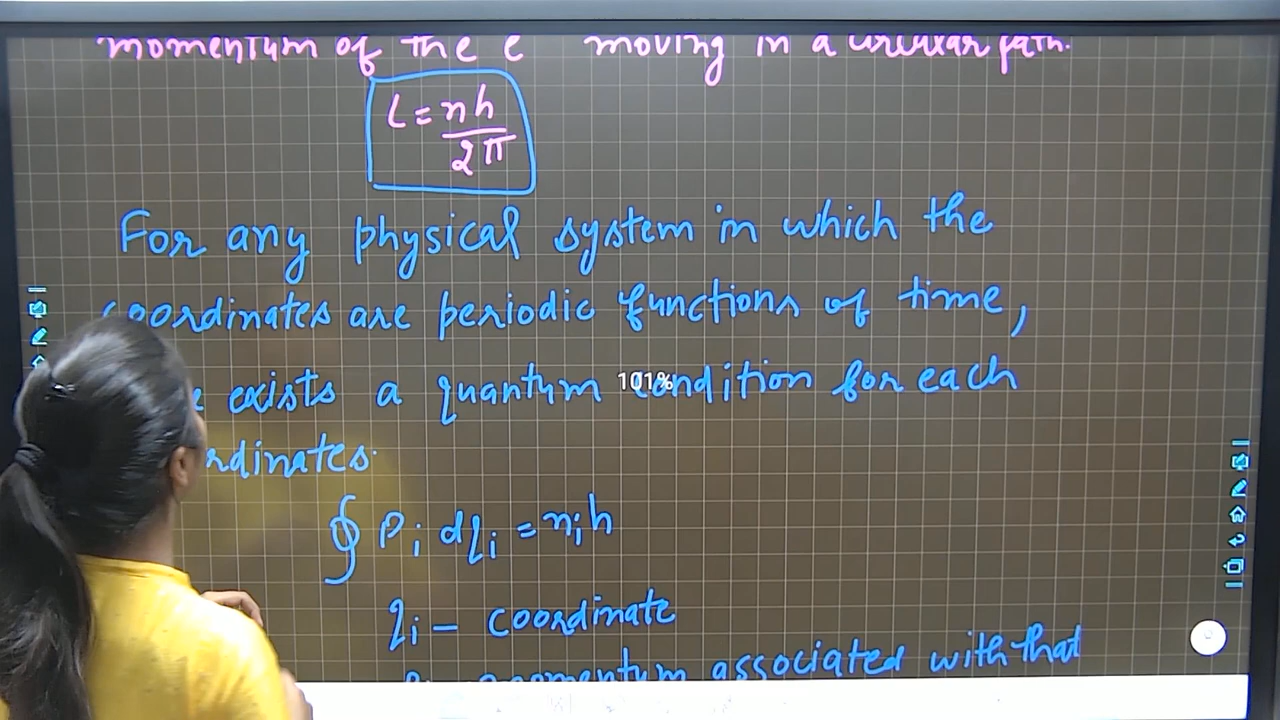 momentum of the e moving in a circular path.
L = nh
2π
For any physical system in which the
coordinates are periodic functions of time,
exists a quantum condition for each
rdinates.
∮ Pi dqi = nih
qi – coordinate
momentum associated with that
101%